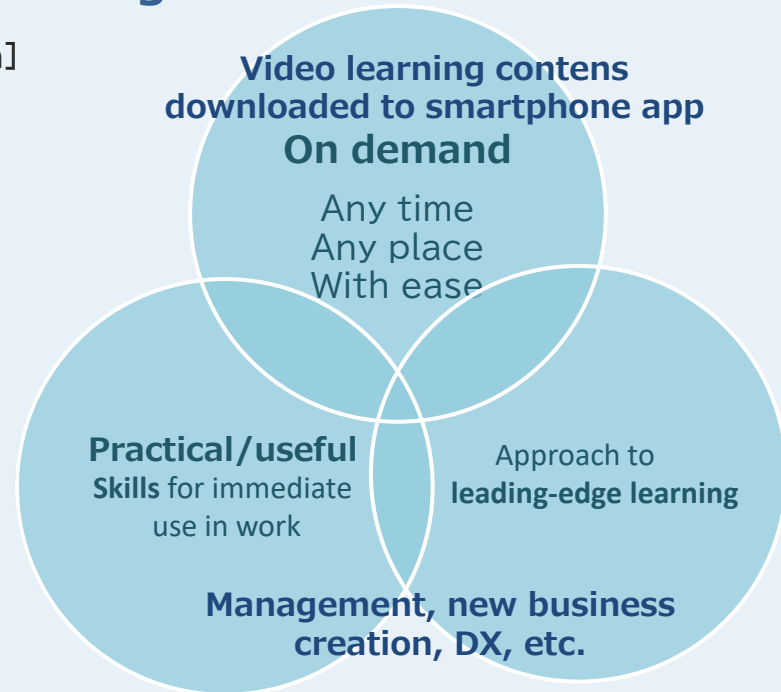 Video learning contens
downloaded to smartphone app
On demand
Any time
Any place
With ease
Practical/useful
Skills for immediate
use in work
Approach to
leading-edge learning
Management, new business
creation, DX, etc.